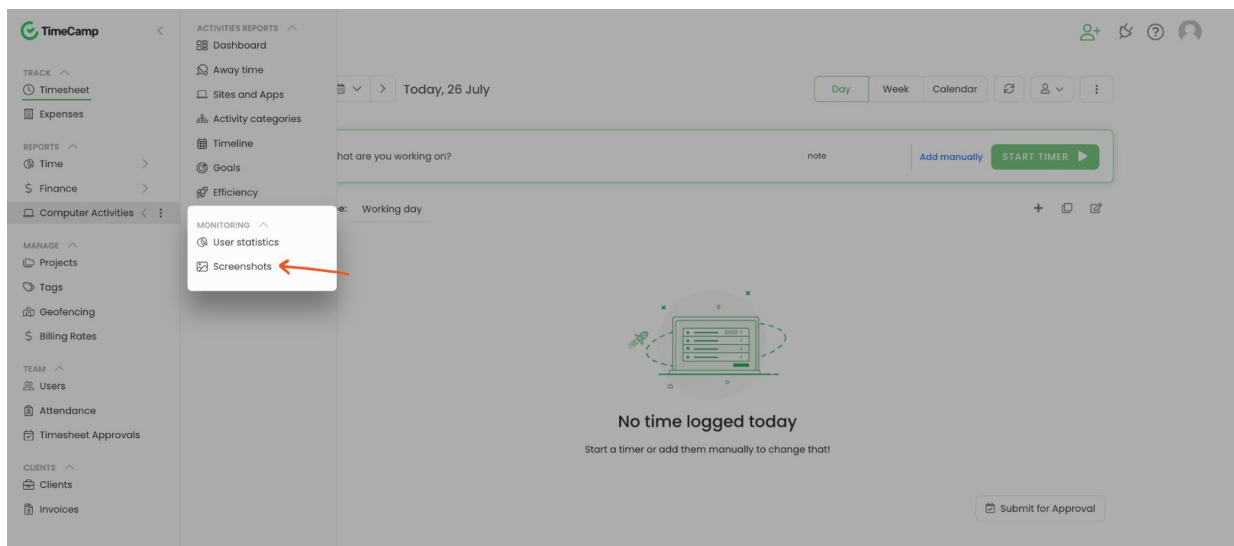 TimeCamp
TRACK
Timesheet
Expenses
REPORTS
Time
$ Finance
Computer Activities
MANAGE
Projects
Tags
Geofencing
$ Billing Rates
TEAM
Users
Attendance
Timesheet Approvals
CLIENTS
Clients
Invoices
ACTIVITIES REPORTS
Dashboard
Away time
Sites and Apps
Activity categories
Timeline
Goals
Efficiency
MONITORING
User statistics
Screenshots
Today, 26 July
Day Week Calendar
hat are you working on? note Add manually START TIMER
e: Working day
No time logged today
Start a timer or add them manually to change that!
Submit for Approval